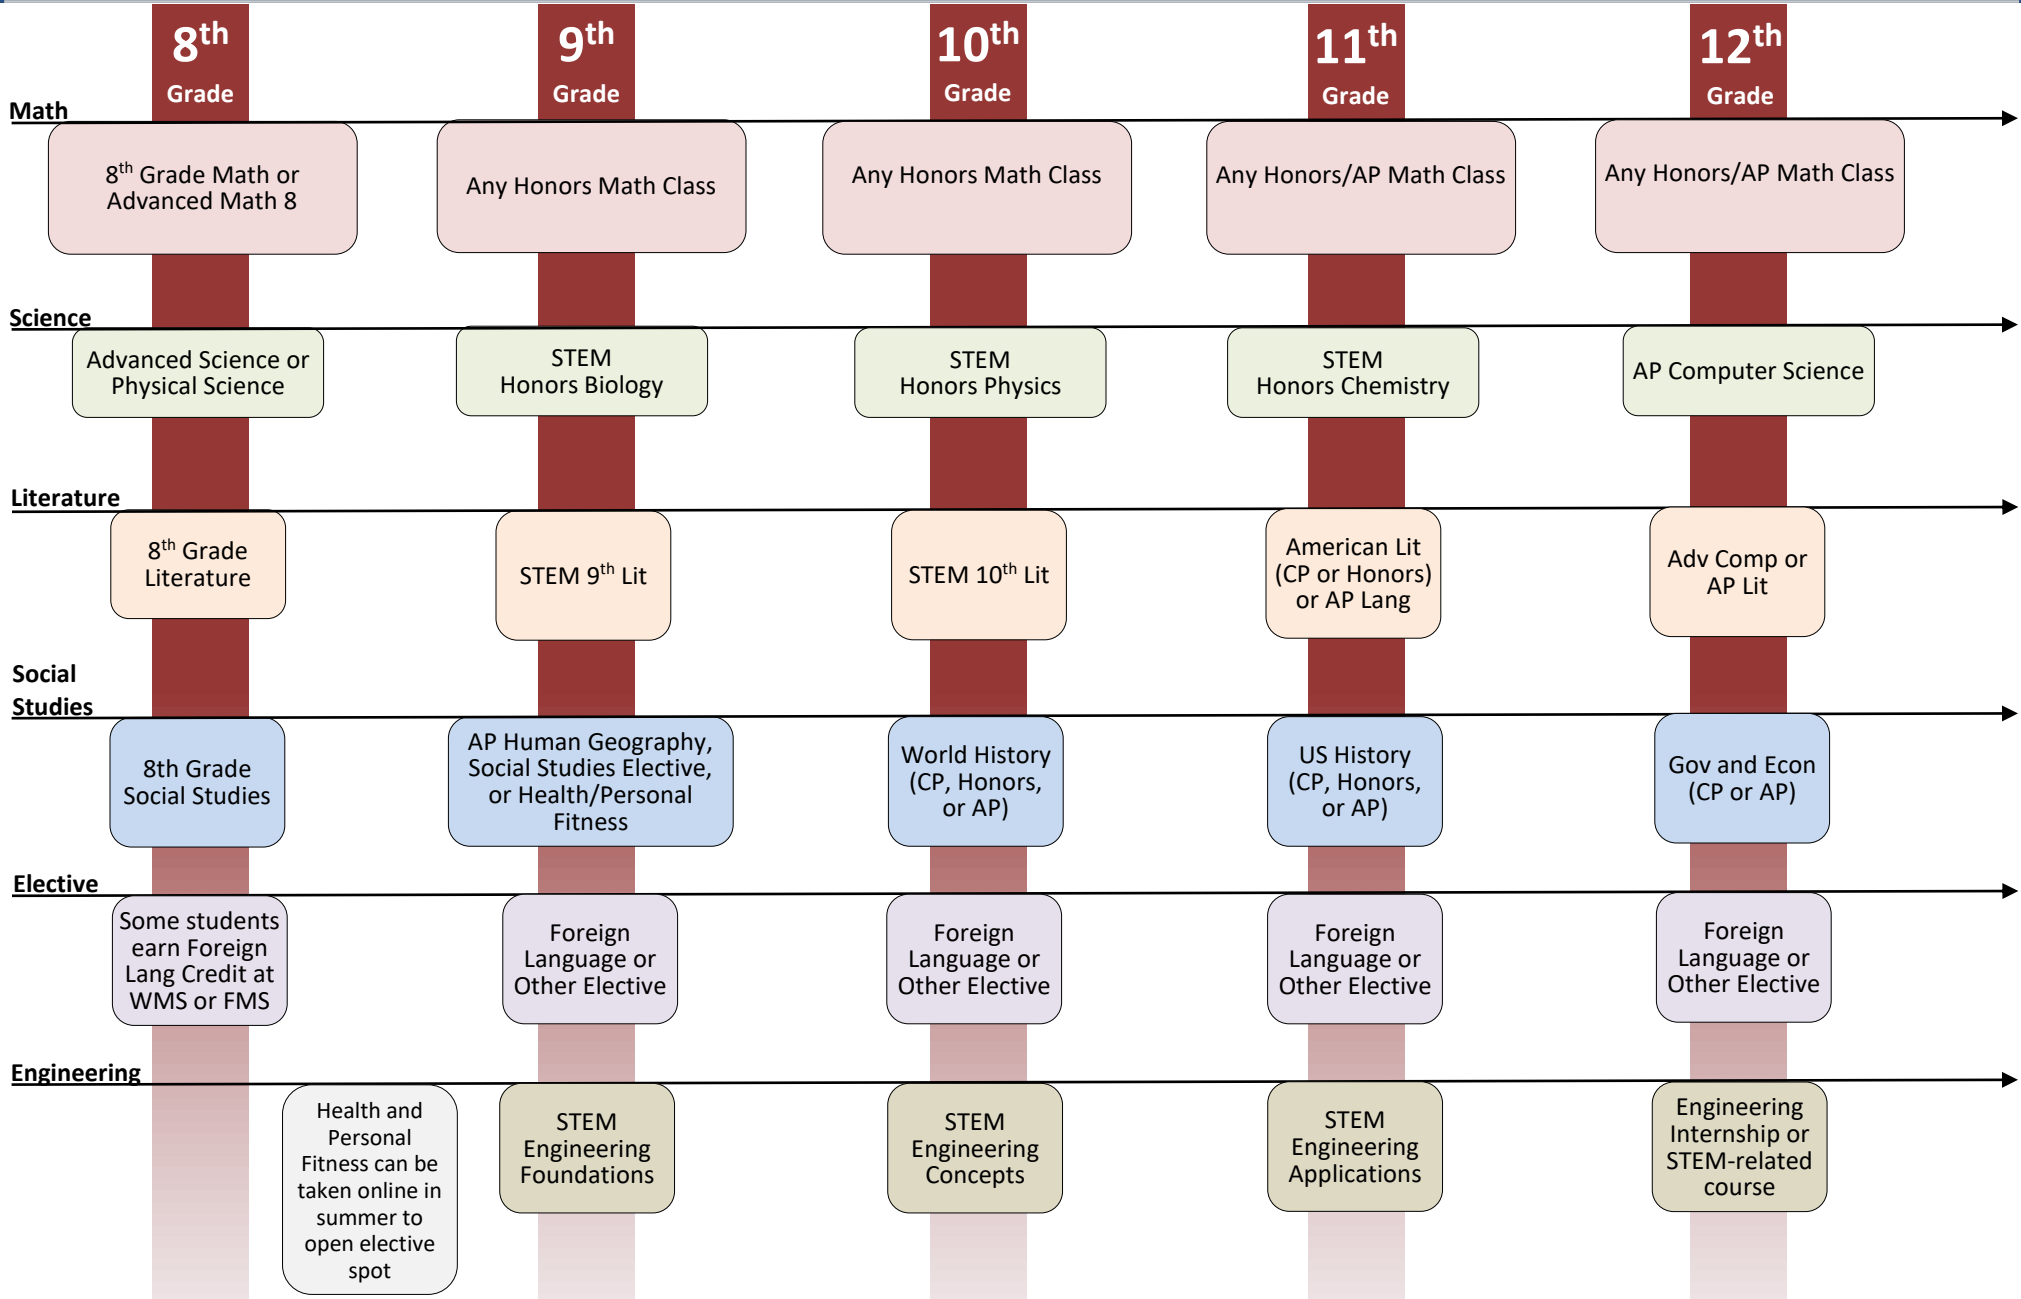 8th
Grade
9th
Grade
10th
Grade
11th
Grade
12th
Grade
Math
8th Grade Math or
Advanced Math 8
Any Honors Math Class
Any Honors Math Class
Any Honors/AP Math Class
Any Honors/AP Math Class
Science
Advanced Science or
Physical Science
STEM
Honors Biology
STEM
Honors Physics
STEM
Honors Chemistry
AP Computer Science
Literature
8th Grade
Literature
STEM 9th Lit
STEM 10th Lit
American Lit
(CP or Honors)
or AP Lang
Adv Comp or
AP Lit
Social
Studies
8th Grade
Social Studies
AP Human Geography,
Social Studies Elective,
or Health/Personal
Fitness
World History
(CP, Honors,
or AP)
US History
(CP, Honors,
or AP)
Gov and Econ
(CP or AP)
Elective
Some students
earn Foreign
Lang Credit at
WMS or FMS
Foreign
Language or
Other Elective
Foreign
Language or
Other Elective
Foreign
Language or
Other Elective
Foreign
Language or
Other Elective
Engineering
Health and
Personal
Fitness can be
taken online in
summer to
open elective
spot
STEM
Engineering
Foundations
STEM
Engineering
Concepts
STEM
Engineering
Applications
Engineering
Internship or
STEM-related
course